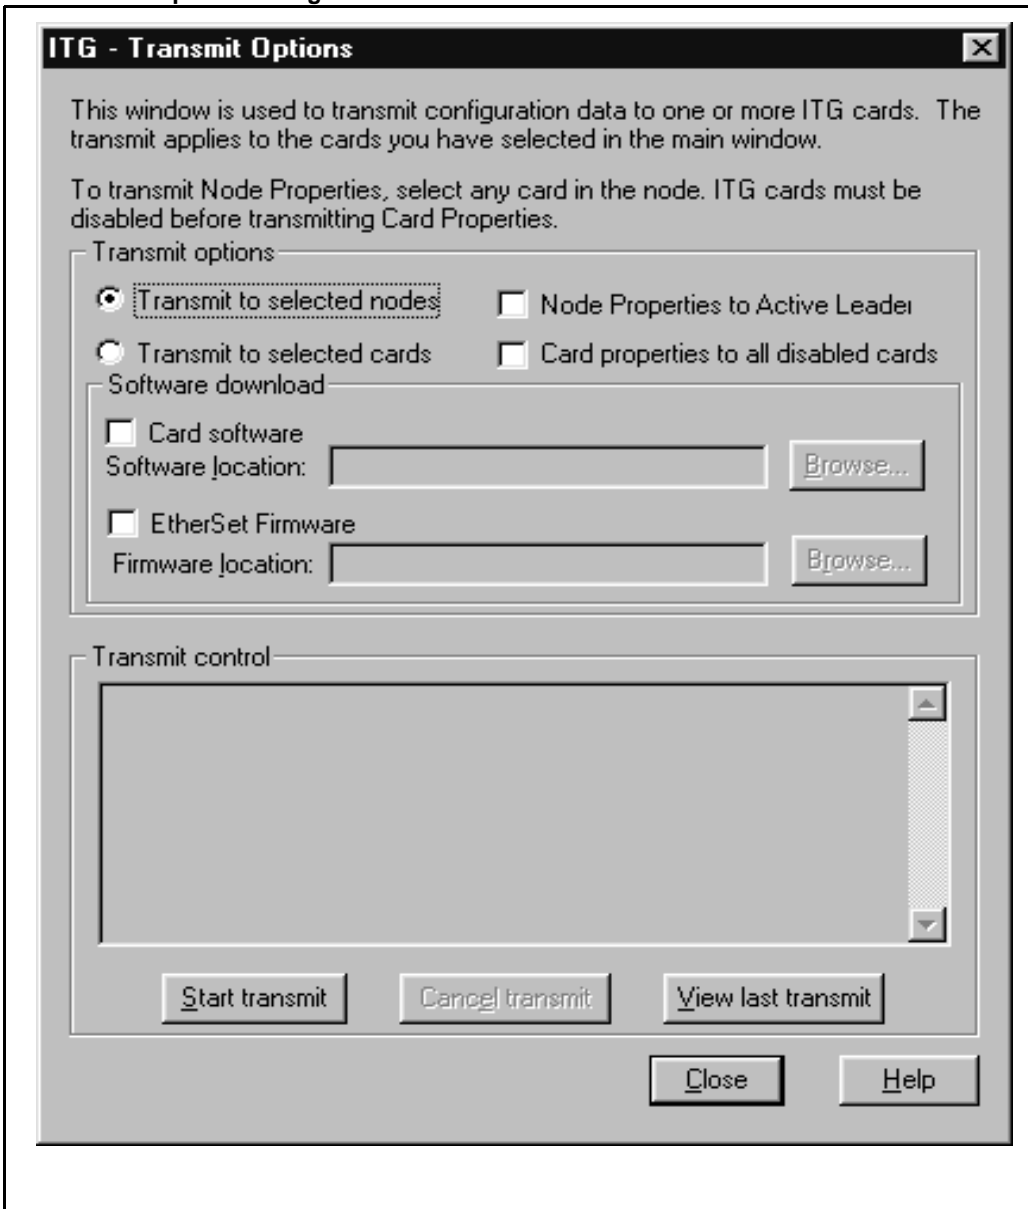 ITG - Transmit Options
This window is used to transmit configuration data to one or more ITG cards.  The
transmit applies to the cards you have selected in the main window.
To transmit Node Properties, select any card in the node. ITG cards must be
disabled before transmitting Card Properties.
Transmit options
Transmit to selected nodes
Node Properties to Active Leader
Transmit to selected cards
Card properties to all disabled cards
Software download
Card software
Software location:
Browse...
EtherSet Firmware
Firmware location:
Browse...
Transmit control
Start transmit
Cancel transmit
View last transmit
Close
Help